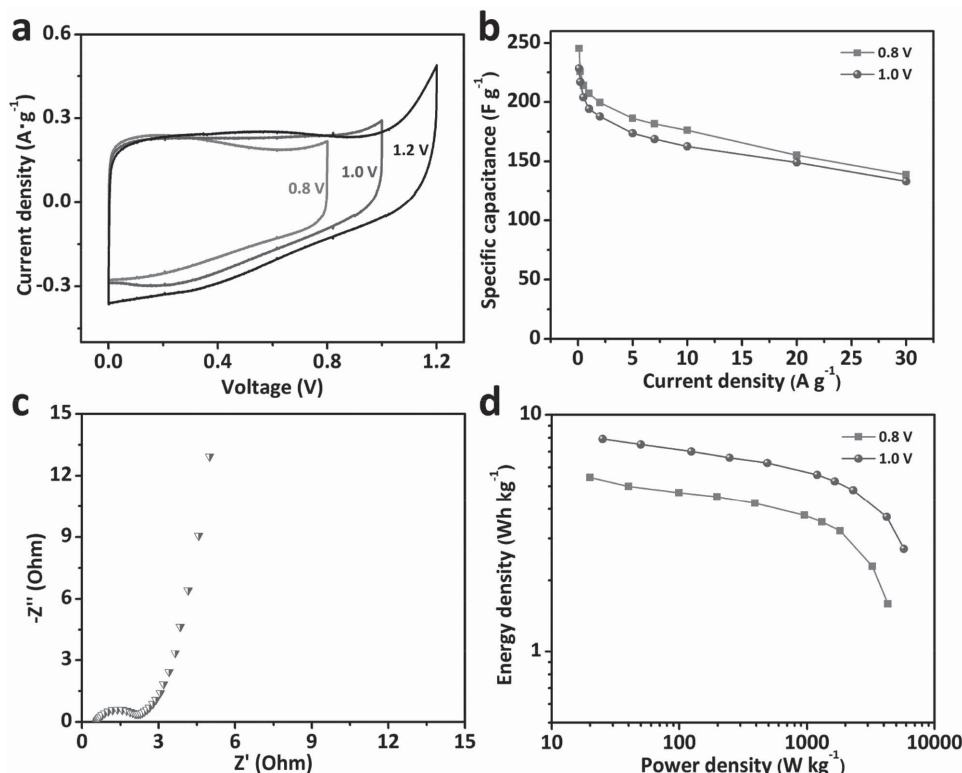 a
Current density (A·g⁻¹)
0.6
0.3
0.0
-0.3
0.8 V
1.0 V
1.2 V
0.0
0.4
0.8
1.2
Voltage (V)
b
Specific capacitance (F g⁻¹)
250
200
150
100
50
0
0.8 V
1.0 V
0
5
10
15
20
25
30
Current density (A g⁻¹)
c
-Z'' (Ohm)
15
12
9
6
3
0
0
3
6
9
12
15
Z' (Ohm)
d
Energy density (Wh kg⁻¹)
10
1
0.8 V
1.0 V
10
100
1000
10000
Power density (W kg⁻¹)